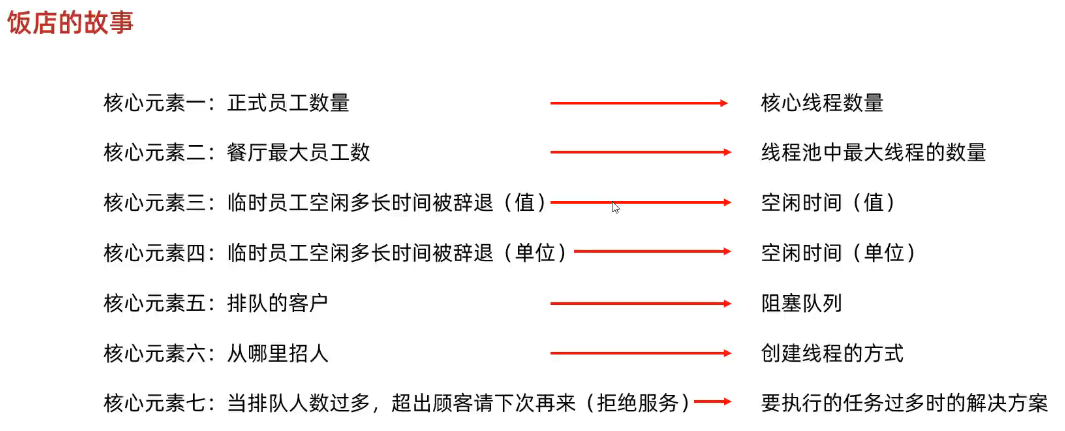 饭店的故事
核心元素一：正式员工数量 核心线程数量
核心元素二：餐厅最大员工数 线程池中最大线程的数量
核心元素三：临时员工空闲多长时间被辞退（值） 空闲时间（值）
核心元素四：临时员工空闲多长时间被辞退（单位） 空闲时间（单位）
核心元素五：排队的客户 阻塞队列
核心元素六：从哪里招人 创建线程的方式
核心元素七：当排队人数过多，超出顾客请下次再来（拒绝服务） 要执行的任务过多时的解决方案